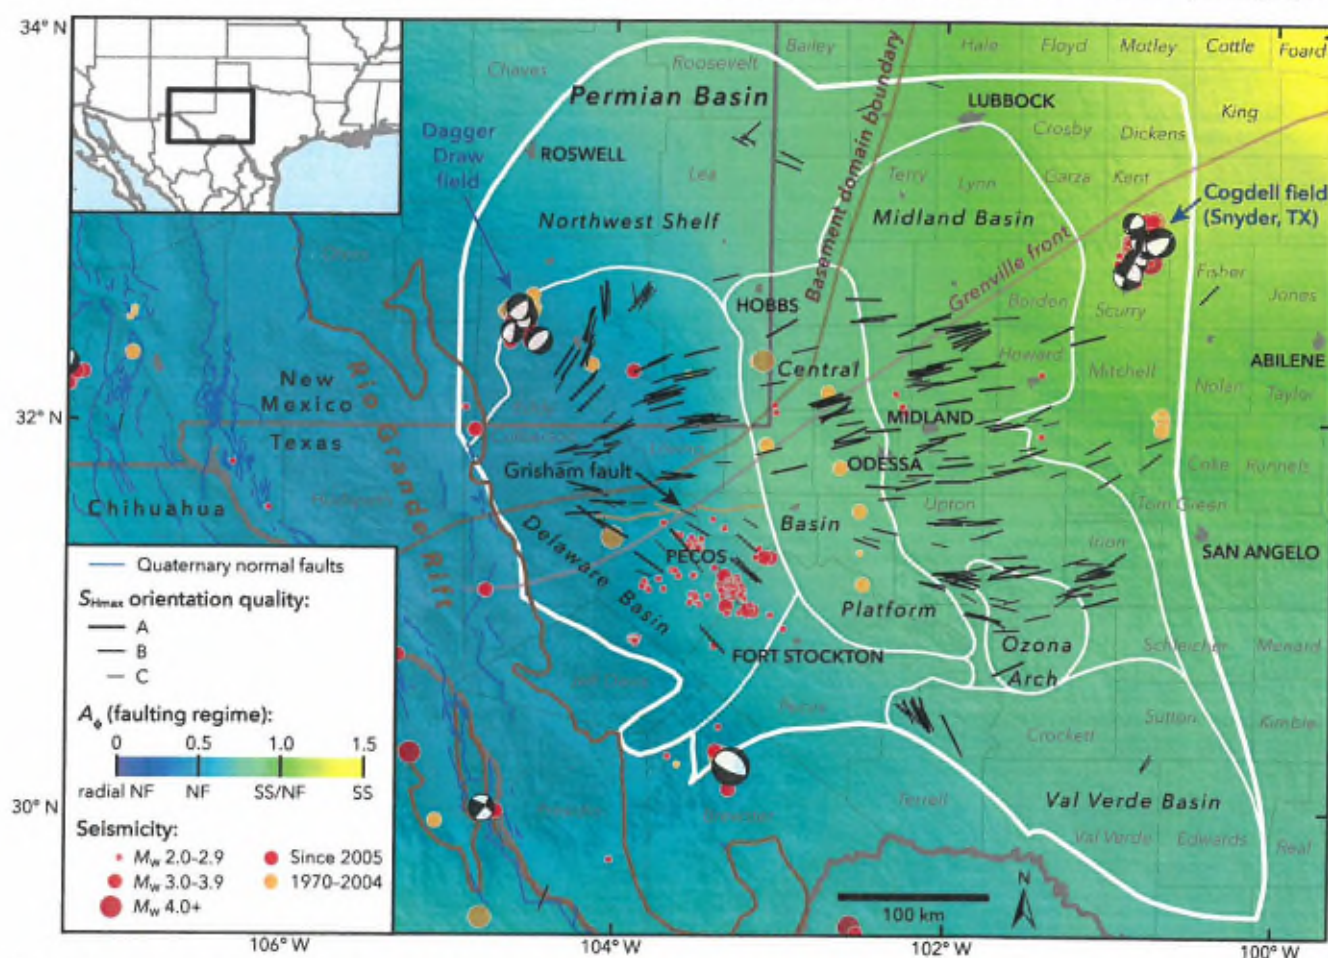 34° N
32° N
30° N
106° W
104° W
102° W
100° W
Bailey
Hale
Floyd
Motley
Cottle
Foard
Chaves
Roosevelt
Permian Basin
LUBBOCK
King
Crosby
Dickens
Dagger
Draw
field
ROSWELL
Basement domain boundary
Lea
Terry
Lynn
Garza
Kent
Cogdell field
(Snyder, TX)
Northwest Shelf
Midland Basin
Grenville front
Otero
Fisher
HOBBS
Borden
Scurry
Jones
Howard
ABILENE
Central
Mitchell
Nolan
Taylor
New
Mexico
Texas
Rio Grande Rift
MIDLAND
Culberson
Grisham fault
ODESSA
Coke
Runnels
Chihuahua
Upton
Tom Green
Basin
Irion
SAN ANGELO
Delaware Basin
PECOS
Platform
FORT STOCKTON
Ozona
Arch
Schleicher
Menard
Jeff Davis
Pecos
Sutton
Kimble
Crockett
Val Verde Basin
Terrell
Presidio
Brewster
Val Verde
Edwards
Real
Quaternary normal faults
SHmax orientation quality:
A
B
C
Aϕ (faulting regime):
0 0.5 1.0 1.5
radial NF NF SS/NF SS
Seismicity:
Mw 2.0-2.9
Mw 3.0-3.9
Mw 4.0+
Since 2005
1970-2004
100 km
N